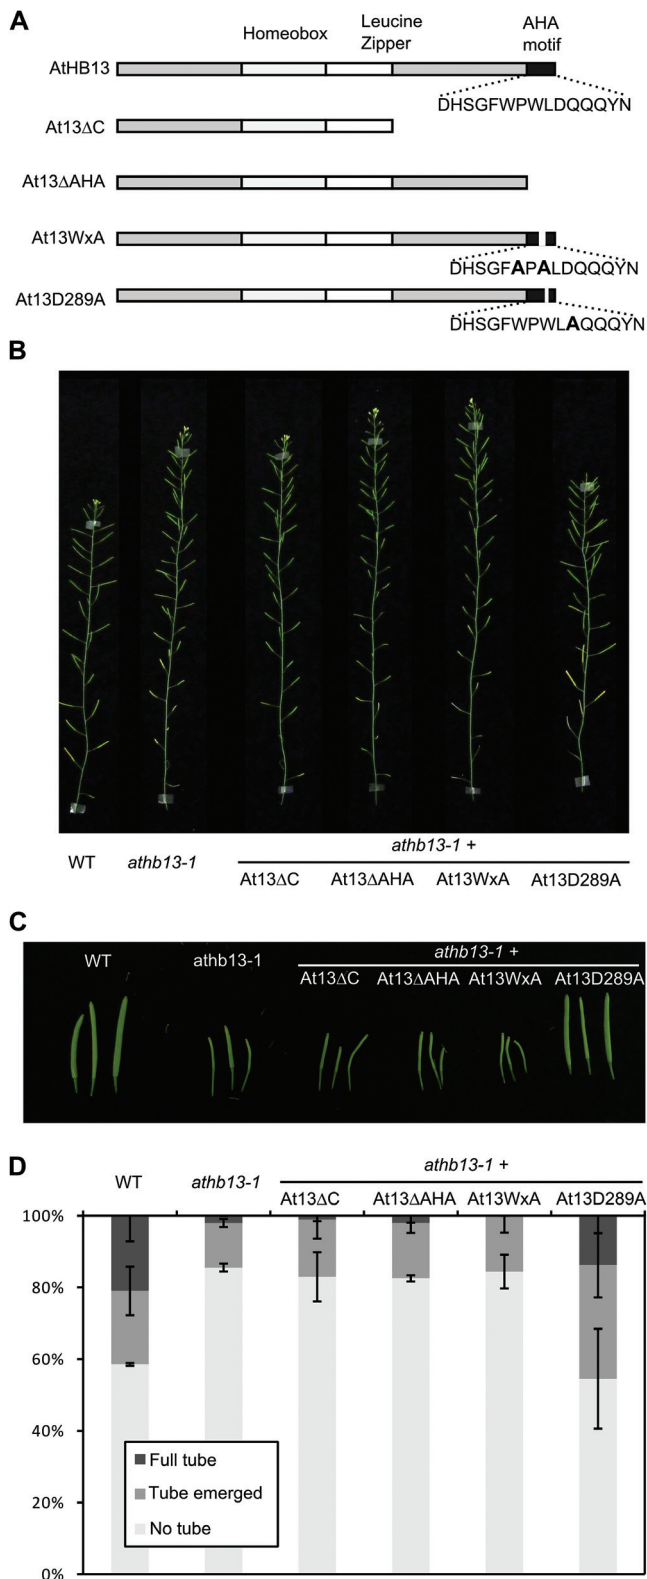 A
Homeobox
Leucine
Zipper
AHA
motif
AtHB13
DHSGFWPWLDQQQYN
At13ΔC
At13ΔAHA
At13WxA
DHSGFAPALDQQQYN
At13D289A
DHSGFWPWLAQQQYN
B
athb13-1 +
WT athb13-1 At13ΔC At13ΔAHA At13WxA At13D289A
C
WT athb13-1 athb13-1 +
At13ΔC At13ΔAHA At13WxA At13D289A
D
WT athb13-1 athb13-1 +
At13ΔC At13ΔAHA At13WxA At13D289A
100%
80%
60%
40%
20%
0%
Full tube
Tube emerged
No tube